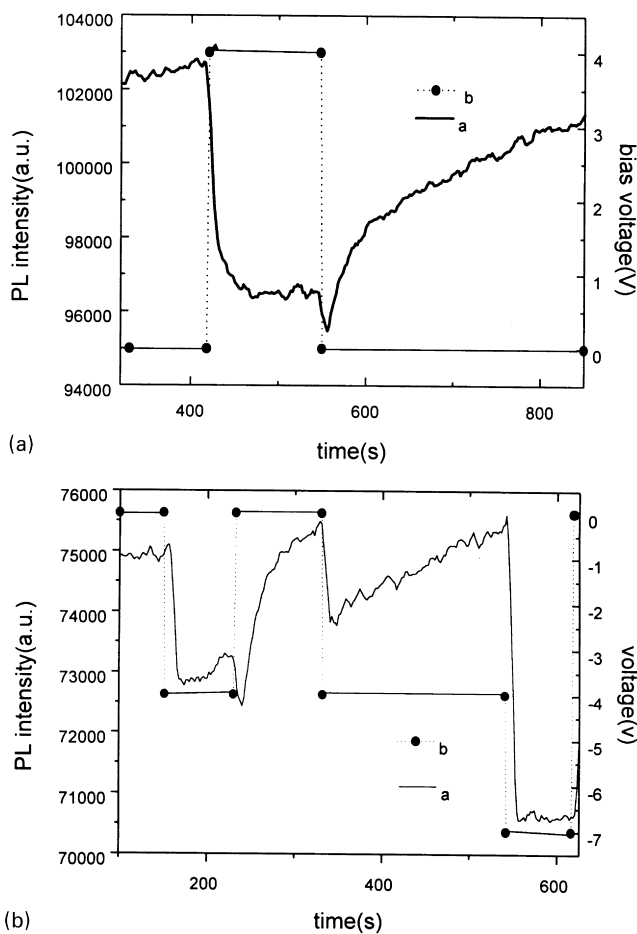 104000
102000
100000
98000
96000
94000
PL intensity(a.u.)
4
3
2
1
0
bias voltage(V)
b
a
400
600
800
time(s)
(a)
76000
75000
74000
73000
72000
71000
70000
PL intensity(a.u.)
0
-1
-2
-3
-4
-5
-6
-7
voltage(v)
b
a
200
400
600
time(s)
(b)